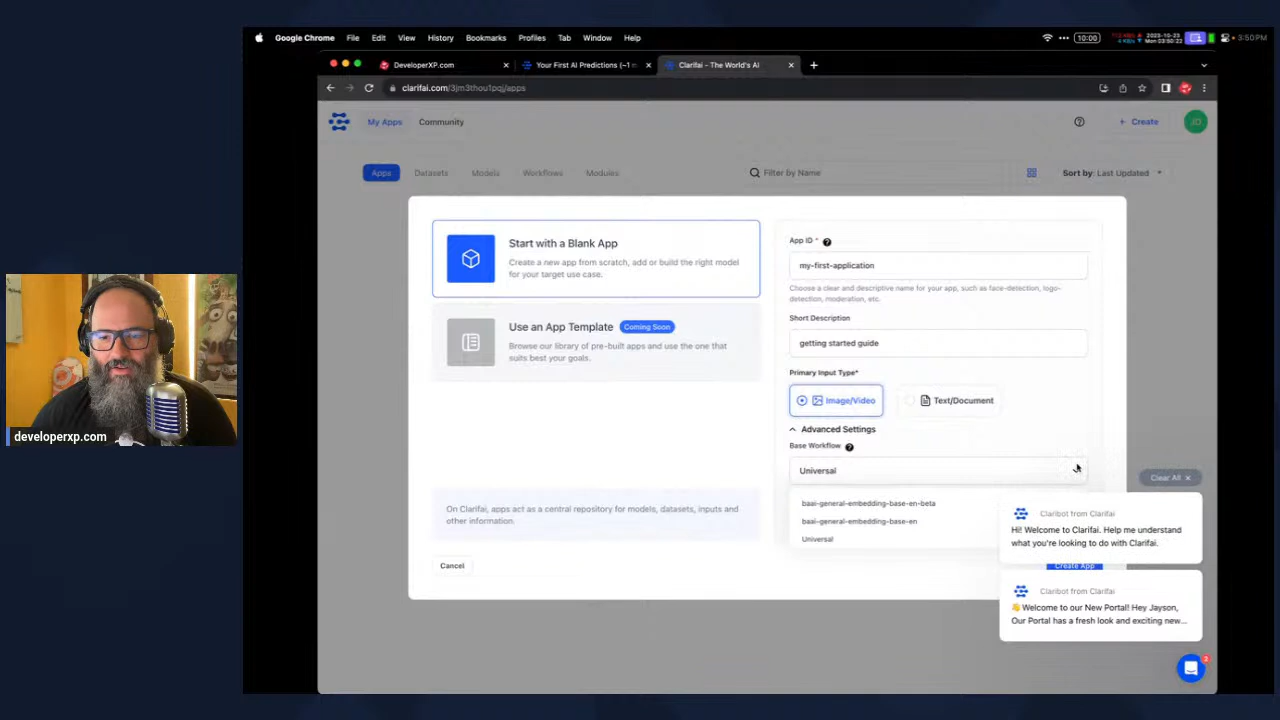 Google Chrome File Edit View History Bookmarks Profiles Tab Window Help
10:00
3:50PM
DeveloperXP.com
Your First AI Predictions (~1 m
Clarifai - The World's AI
clarifai.com/3jm3thou1pqj/apps
My Apps Community
+ Create
JD
Apps Datasets Models Workflows Modules
Filter by Name
Sort by: Last Updated
Start with a Blank App
Create a new app from scratch, add or build the right model
for your target use case.
Use an App Template Coming Soon
Browse our library of pre-built apps and use the one that
suits best your goals.
On Clarifai, apps act as a central repository for models, datasets, inputs and
other information.
Cancel
App ID *
my-first-application
Choose a clear and descriptive name for your app, such as face-detection, logo-
detection, moderation, etc.
Short Description
getting started guide
Primary Input Type*
Image/Video
Text/Document
Advanced Settings
Base Workflow
Universal
baai-general-embedding-base-en-beta
baai-general-embedding-base-en
Universal
Create App
Clear All ×
Claribot from Clarifai
Hi! Welcome to Clarifai. Help me understand
what you're looking to do with Clarifai.
Claribot from Clarifai
👋 Welcome to our New Portal! Hey Jayson,
Our Portal has a fresh look and exciting new...
developerxp.com